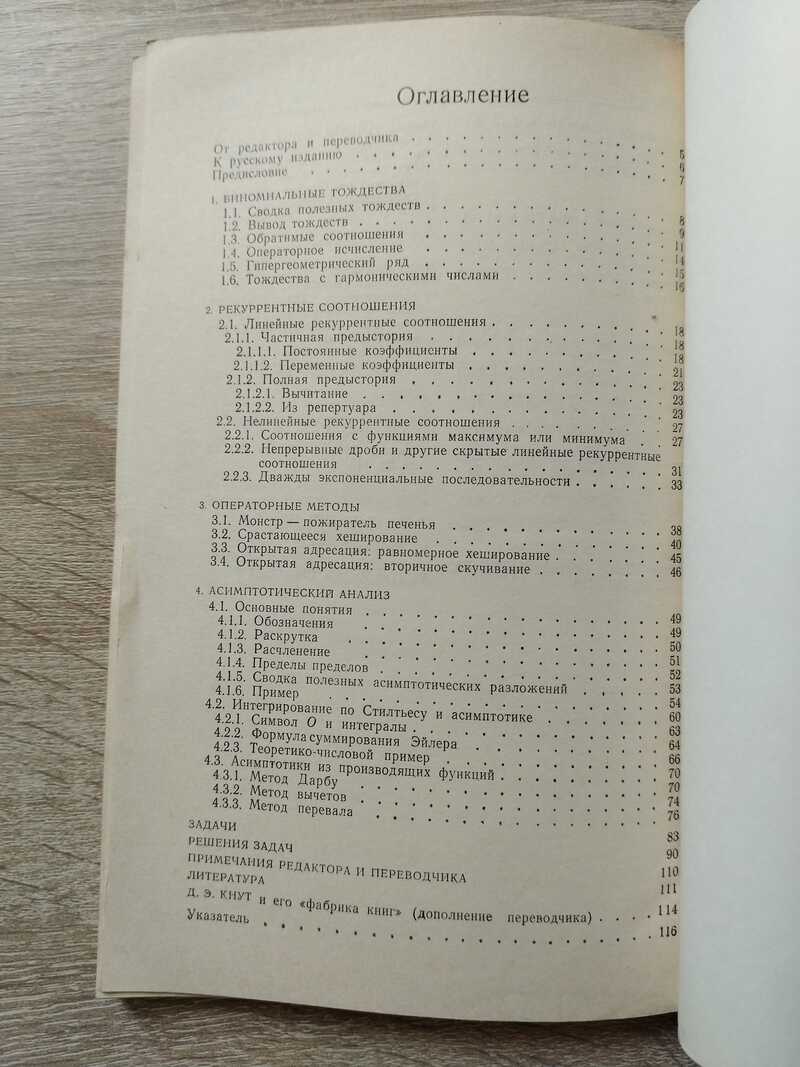 Оглавление
От редактора и переводчика . . . . . . . . . . 5
К русскому изданию . . . . . . . . . . 6
Предисловие . . . . . . . . . . 7
1. БИНОМИАЛЬНЫЕ ТОЖДЕСТВА
1.1. Сводка полезных тождеств . . . . . . . . . . 8
1.2. Вывод тождеств . . . . . . . . . . 9
1.3. Обратимые соотношения . . . . . . . . . . 11
1.4. Операторное исчисление . . . . . . . . . . 14
1.5. Гипергеометрический ряд . . . . . . . . . . 15
1.6. Тождества с гармоническими числами . . . . . . . . . . 16
2. РЕКУРРЕНТНЫЕ СООТНОШЕНИЯ
2.1. Линейные рекуррентные соотношения . . . . . . . . . . 18
2.1.1. Частичная предыстория . . . . . . . . . . 18
2.1.1.1. Постоянные коэффициенты . . . . . . . . . . 18
2.1.1.2. Переменные коэффициенты . . . . . . . . . . 21
2.1.2. Полная предыстория . . . . . . . . . . 23
2.1.2.1. Вычитание . . . . . . . . . . 23
2.1.2.2. Из репертуара . . . . . . . . . . 23
2.2. Нелинейные рекуррентные соотношения . . . . . . . . . . 27
2.2.1. Соотношения с функциями максимума или минимума . . 27
2.2.2. Непрерывные дроби и другие скрытые линейные рекуррентные
соотношения . . . . . . . . . . 31
2.2.3. Дважды экспоненциальные последовательности . . . . . . 33
3. ОПЕРАТОРНЫЕ МЕТОДЫ
3.1. Монстр — пожиратель печенья . . . . . . . . . . 38
3.2. Срастающееся хеширование . . . . . . . . . . 40
3.3. Открытая адресация: равномерное хеширование . . . . . . . 45
3.4. Открытая адресация: вторичное скучивание . . . . . . . . 46
4. АСИМПТОТИЧЕСКИЙ АНАЛИЗ
4.1. Основные понятия . . . . . . . . . . 49
4.1.1. Обозначения . . . . . . . . . . 49
4.1.2. Раскрутка . . . . . . . . . . 50
4.1.3. Расчленение . . . . . . . . . . 51
4.1.4. Пределы пределов . . . . . . . . . . 52
4.1.5. Сводка полезных асимптотических разложений . . . . . . 53
4.1.6. Пример . . . . . . . . . . 54
4.2. Интегрирование по Стилтьесу и асимптотике . . . . . . . . 60
4.2.1. Символ O и интегралы . . . . . . . . . . 63
4.2.2. Формула суммирования Эйлера . . . . . . . . . . 64
4.2.3. Теоретико-числовой пример . . . . . . . . . . 66
4.3. Асимптотики из производящих функций . . . . . . . . . . 70
4.3.1. Метод Дарбу . . . . . . . . . . 70
4.3.2. Метод вычетов . . . . . . . . . . 74
4.3.3. Метод перевала . . . . . . . . . . 76
ЗАДАЧИ 83
РЕШЕНИЯ ЗАДАЧ 90
ПРИМЕЧАНИЯ РЕДАКТОРА И ПЕРЕВОДЧИКА 110
ЛИТЕРАТУРА 111
Д. Э. КНУТ и его «фабрика книг» (дополнение переводчика) . . . . 114
Указатель . . . . . . . . . . 116